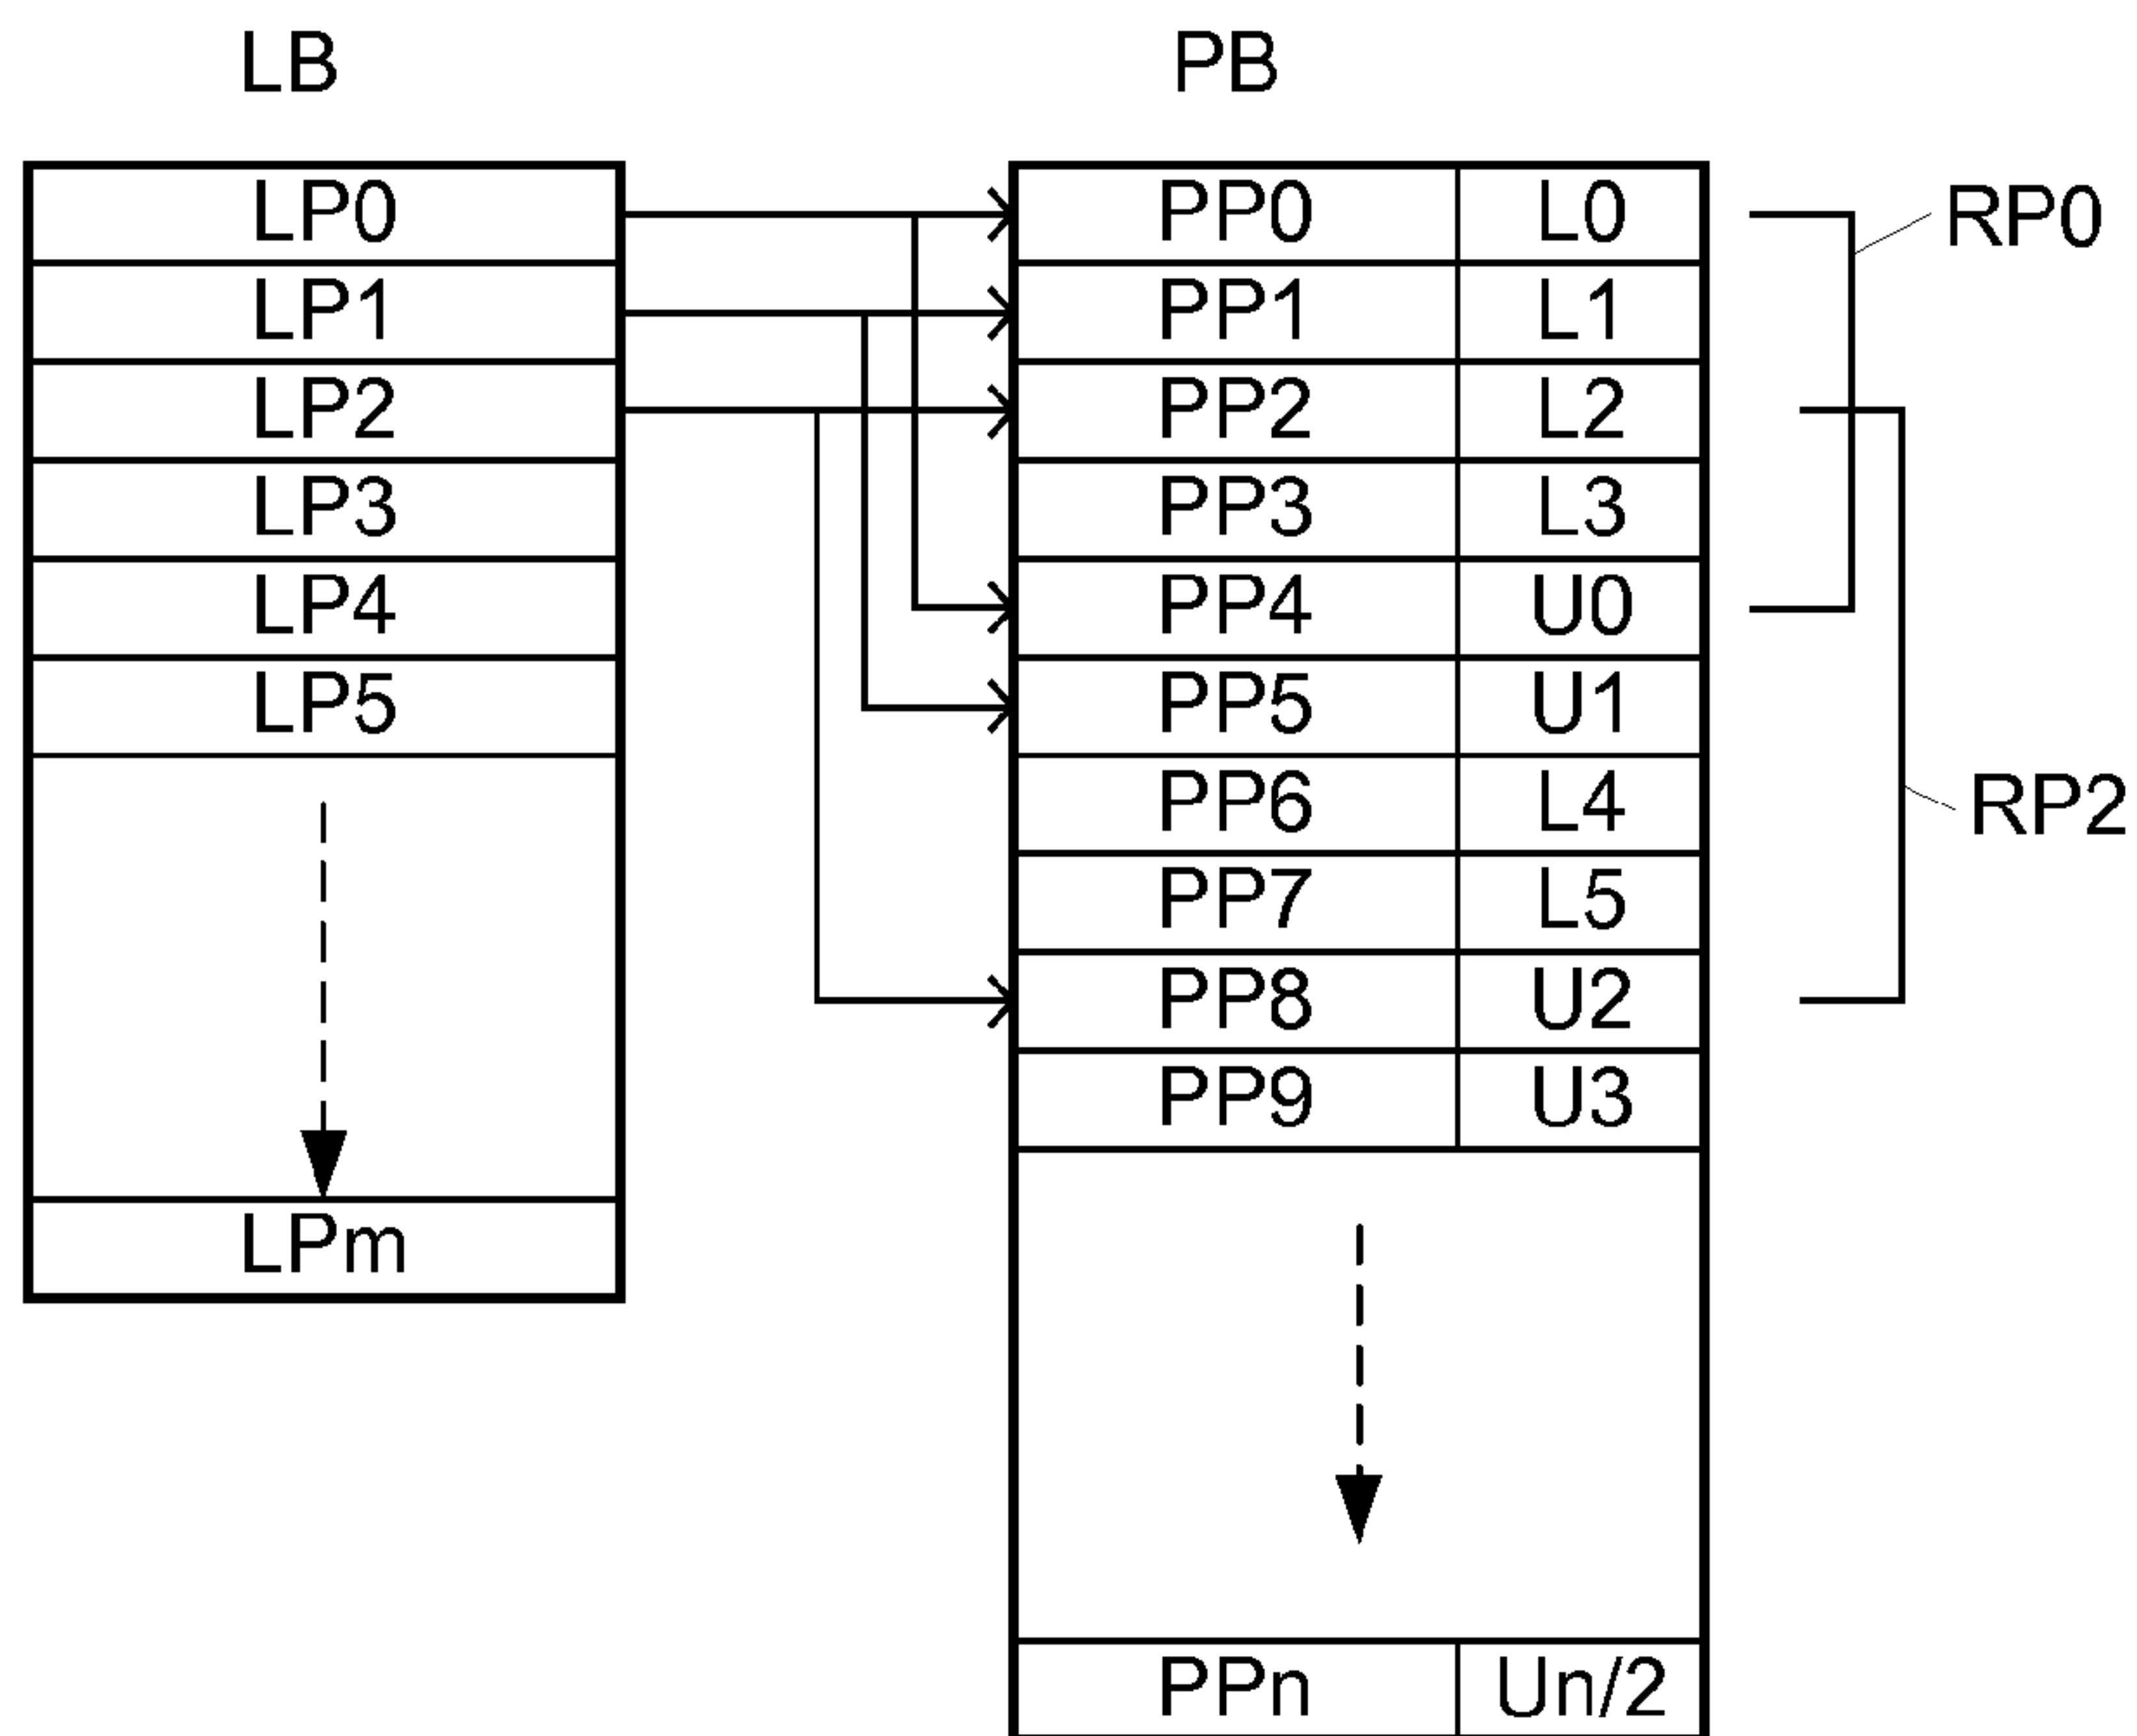 LB
PB
LP0
LP1
LP2
LP3
LP4
LP5
LPm
PP0 L0
PP1 L1
PP2 L2
PP3 L3
PP4 U0
PP5 U1
PP6 L4
PP7 L5
PP8 U2
PP9 U3
PPn Un/2
RP0
RP2